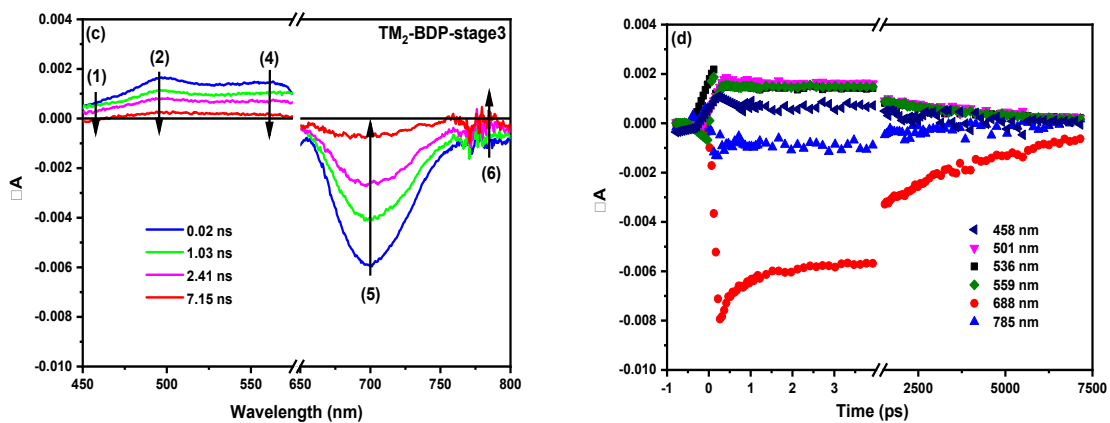 (c)
TM₂-BDP-stage3
(1)
(2)
(4)
(5)
(6)
0.004
0.002
0.000
-0.002
-0.004
-0.006
-0.008
-0.010
□A
0.02 ns
1.03 ns
2.41 ns
7.15 ns
450 500 550 650 700 750 800
Wavelength (nm)
(d)
0.004
0.002
0.000
-0.002
-0.004
-0.006
-0.008
-0.010
□A
458 nm
501 nm
536 nm
559 nm
688 nm
785 nm
-1 0 1 2 3 2500 5000 7500
Time (ps)